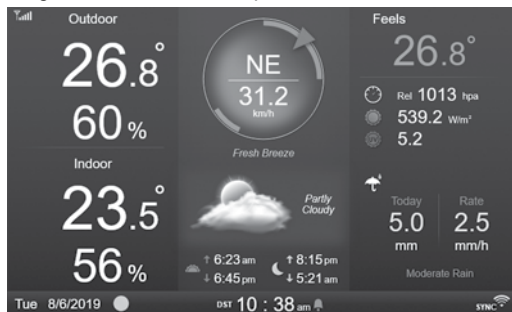 Outdoor
26.8°
60%
Indoor
23.5°
56%
NE
31.2
km/h
Fresh Breeze
Partly
Cloudy
↑ 6:23 am
↓ 6:45 pm
↑ 8:15 pm
↓ 5:21 am
Feels
26.8°
Rel 1013 hpa
539.2 W/m²
5.2
Today
5.0
mm
Rate
2.5
mm/h
Moderate Rain
Tue 8/6/2019
DST 10 : 38 am
SYNC